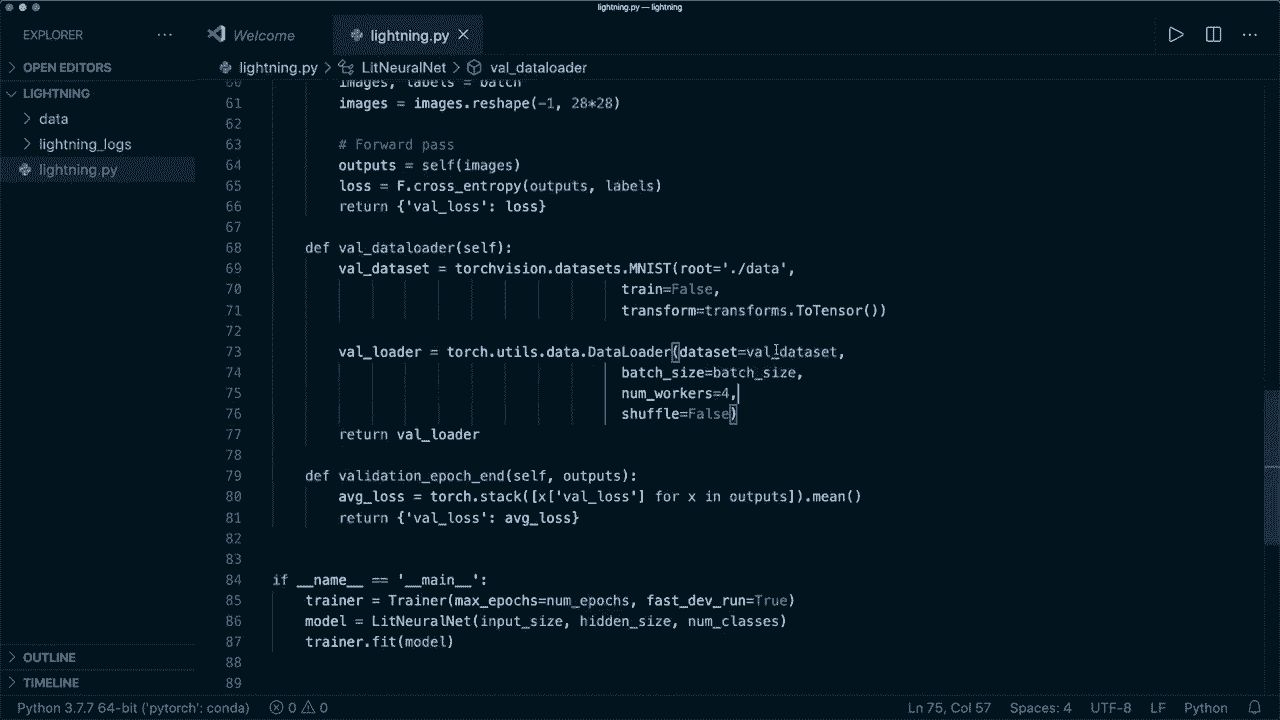 lightning.py — lightning
EXPLORER
Welcome
lightning.py
OPEN EDITORS
lightning.py
LitNeuralNet
val_dataloader
LIGHTNING
data
lightning_logs
lightning.py
60 images, labels = batch
61 images = images.reshape(-1, 28*28)
62
63 # Forward pass
64 outputs = self(images)
65 loss = F.cross_entropy(outputs, labels)
66 return {'val_loss': loss}
67
68 def val_dataloader(self):
69 val_dataset = torchvision.datasets.MNIST(root='./data',
70 train=False,
71 transform=transforms.ToTensor())
72
73 val_loader = torch.utils.data.DataLoader(dataset=val_dataset,
74 batch_size=batch_size,
75 num_workers=4,
76 shuffle=False)
77 return val_loader
78
79 def validation_epoch_end(self, outputs):
80 avg_loss = torch.stack([x['val_loss'] for x in outputs]).mean()
81 return {'val_loss': avg_loss}
82
83
84 if __name__ == '__main__':
85 trainer = Trainer(max_epochs=num_epochs, fast_dev_run=True)
86 model = LitNeuralNet(input_size, hidden_size, num_classes)
87 trainer.fit(model)
88
89
OUTLINE
TIMELINE
Python 3.7.7 64-bit ('pytorch': conda) 0 0 Ln 75, Col 57 Spaces: 4 UTF-8 LF Python